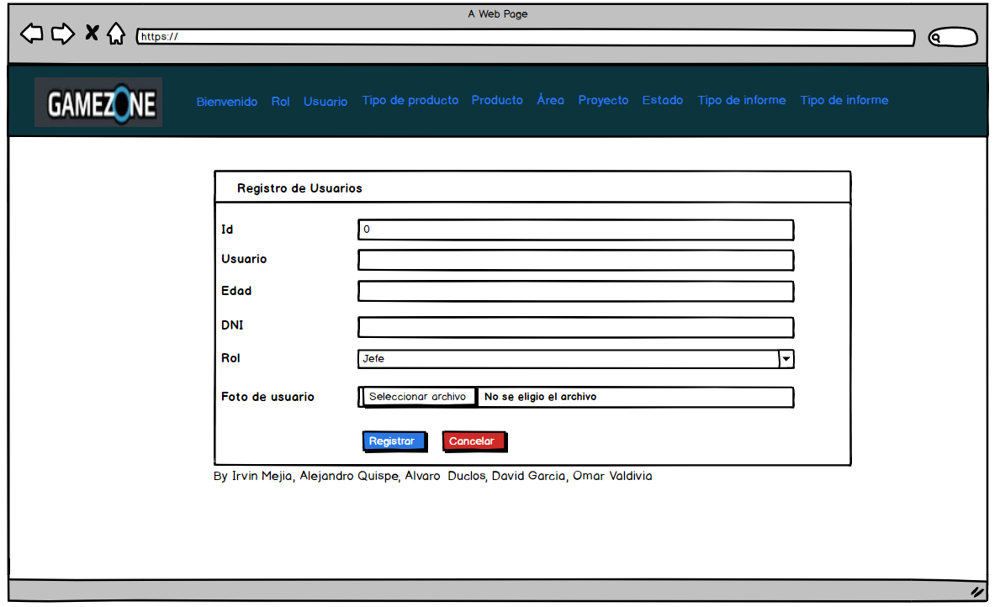 A Web Page
https://
GAMEZONE
Bienvenido Rol Usuario Tipo de producto Producto Área Proyecto Estado Tipo de informe Tipo de informe
Registro de Usuarios
Id 0
Usuario
Edad
DNI
Rol Jefe
Foto de usuario Seleccionar archivo No se eligio el archivo
Registrar Cancelar
By Irvin Mejia, Alejandro Quispe, Alvaro Duclos, David Garcia, Omar Valdivia